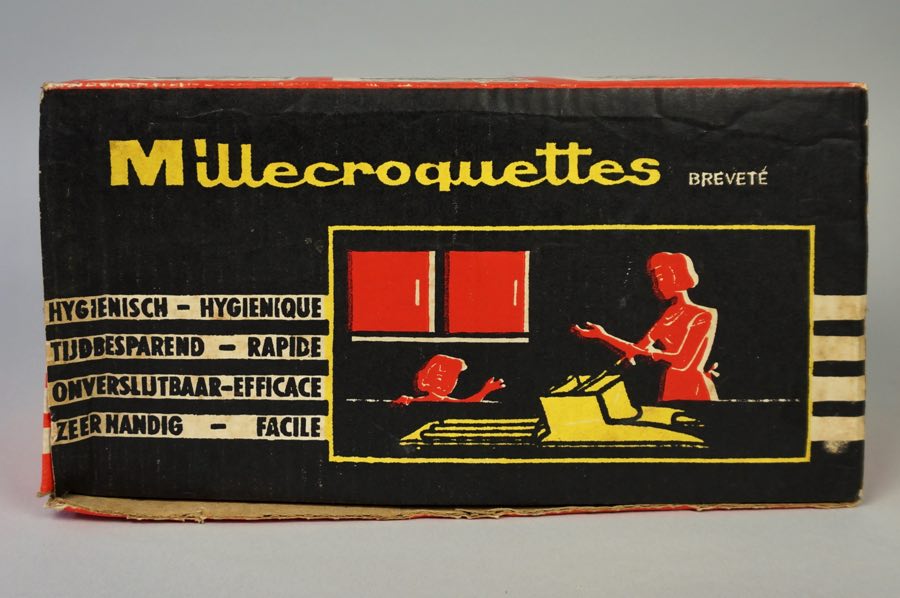 Millecroquettes BREVETÉ
HYGIENISCH - HYGIENIQUE
TIJDBESPAREND - RAPIDE
ONVERSLIJTBAAR-EFFICACE
ZEER HANDIG - FACILE